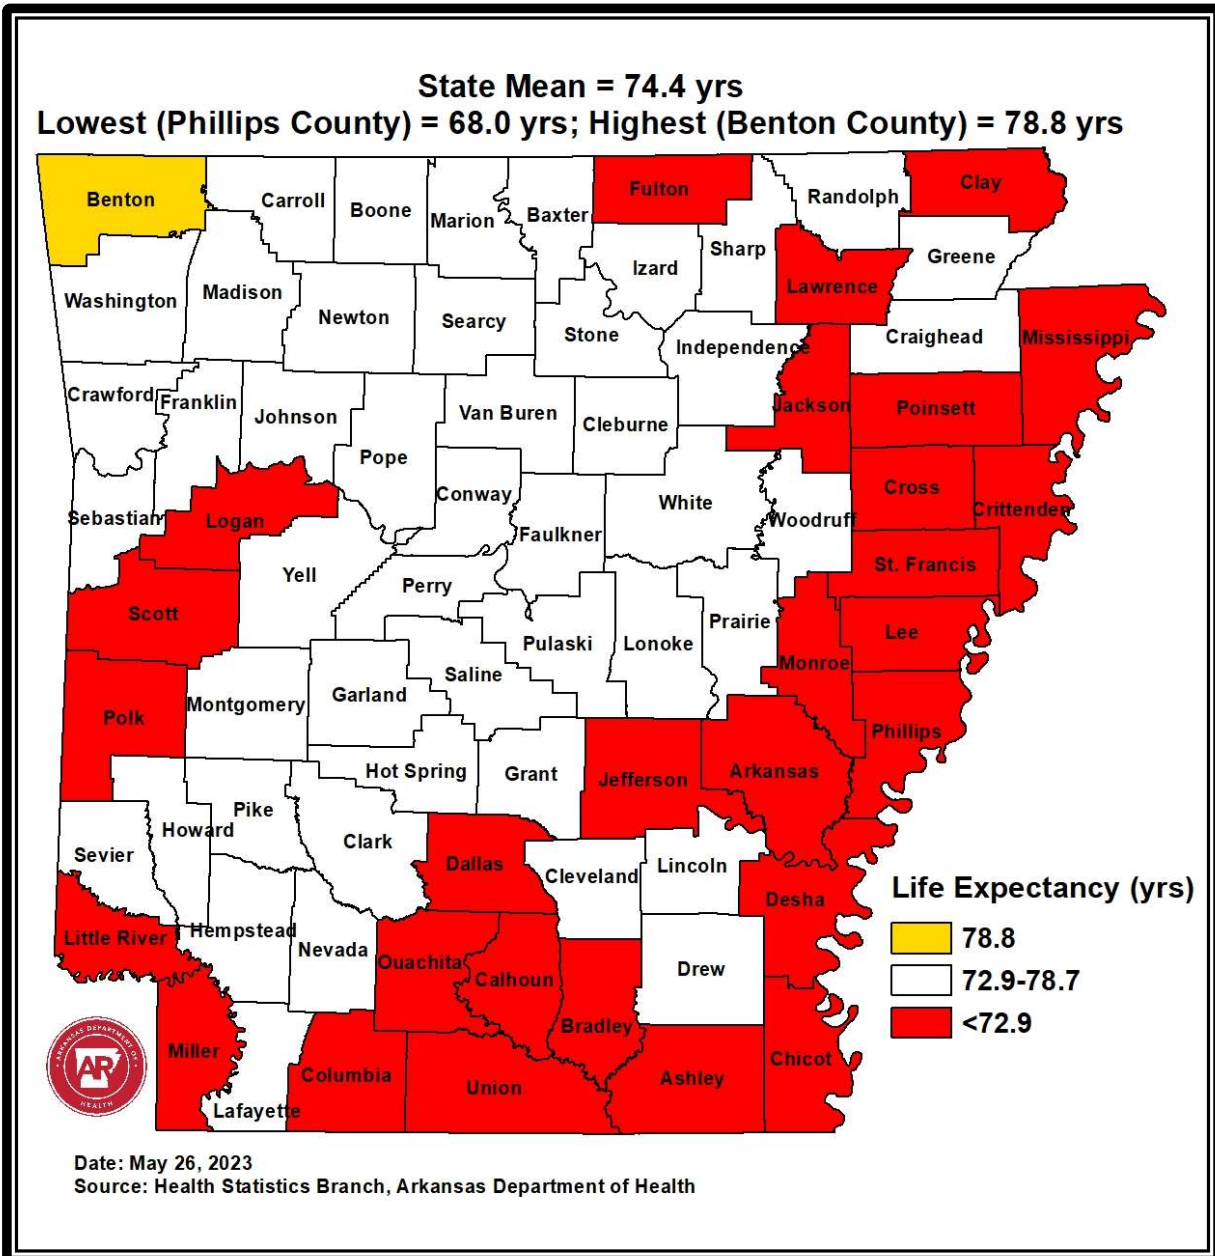 State Mean = 74.4 yrs
Lowest (Phillips County) = 68.0 yrs; Highest (Benton County) = 78.8 yrs
Benton
Carroll
Boone
Marion
Baxter
Fulton
Randolph
Clay
Washington
Madison
Newton
Searcy
Stone
Izard
Sharp
Lawrence
Greene
Independence
Craighead
Mississippi
Crawford
Franklin
Johnson
Pope
Van Buren
Cleburne
Jackson
Poinsett
Sebastian
Logan
Conway
Faulkner
White
Woodruff
Cross
Crittenden
Scott
Yell
Perry
Pulaski
Lonoke
Prairie
St. Francis
Lee
Monroe
Polk
Montgomery
Garland
Saline
Phillips
Hot Spring
Grant
Jefferson
Arkansas
Sevier
Howard
Pike
Clark
Dallas
Cleveland
Lincoln
Desha
Little River
Hempstead
Nevada
Ouachita
Calhoun
Bradley
Drew
Miller
Lafayette
Columbia
Union
Ashley
Chicot
Life Expectancy (yrs)
78.8
72.9-78.7
<72.9
ARKANSAS DEPARTMENT OF
AR
HEALTH
Date: May 26, 2023
Source: Health Statistics Branch, Arkansas Department of Health